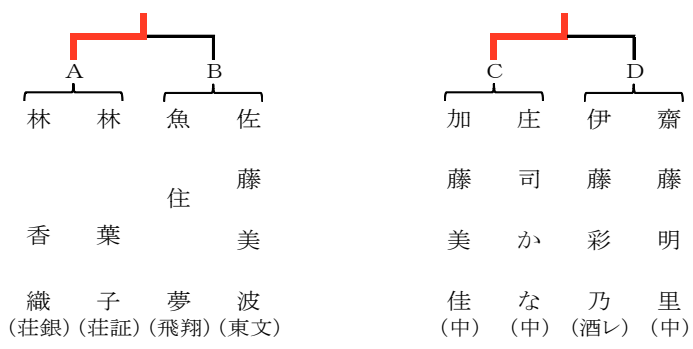 A B C D
林香織
(荘銀)
林葉子
(荘証)
魚住夢
(飛翔)
佐藤美波
(東文)
加藤美佳
(中)
庄司かな
(中)
伊藤彩乃
(酒レ)
齋藤明里
(中)